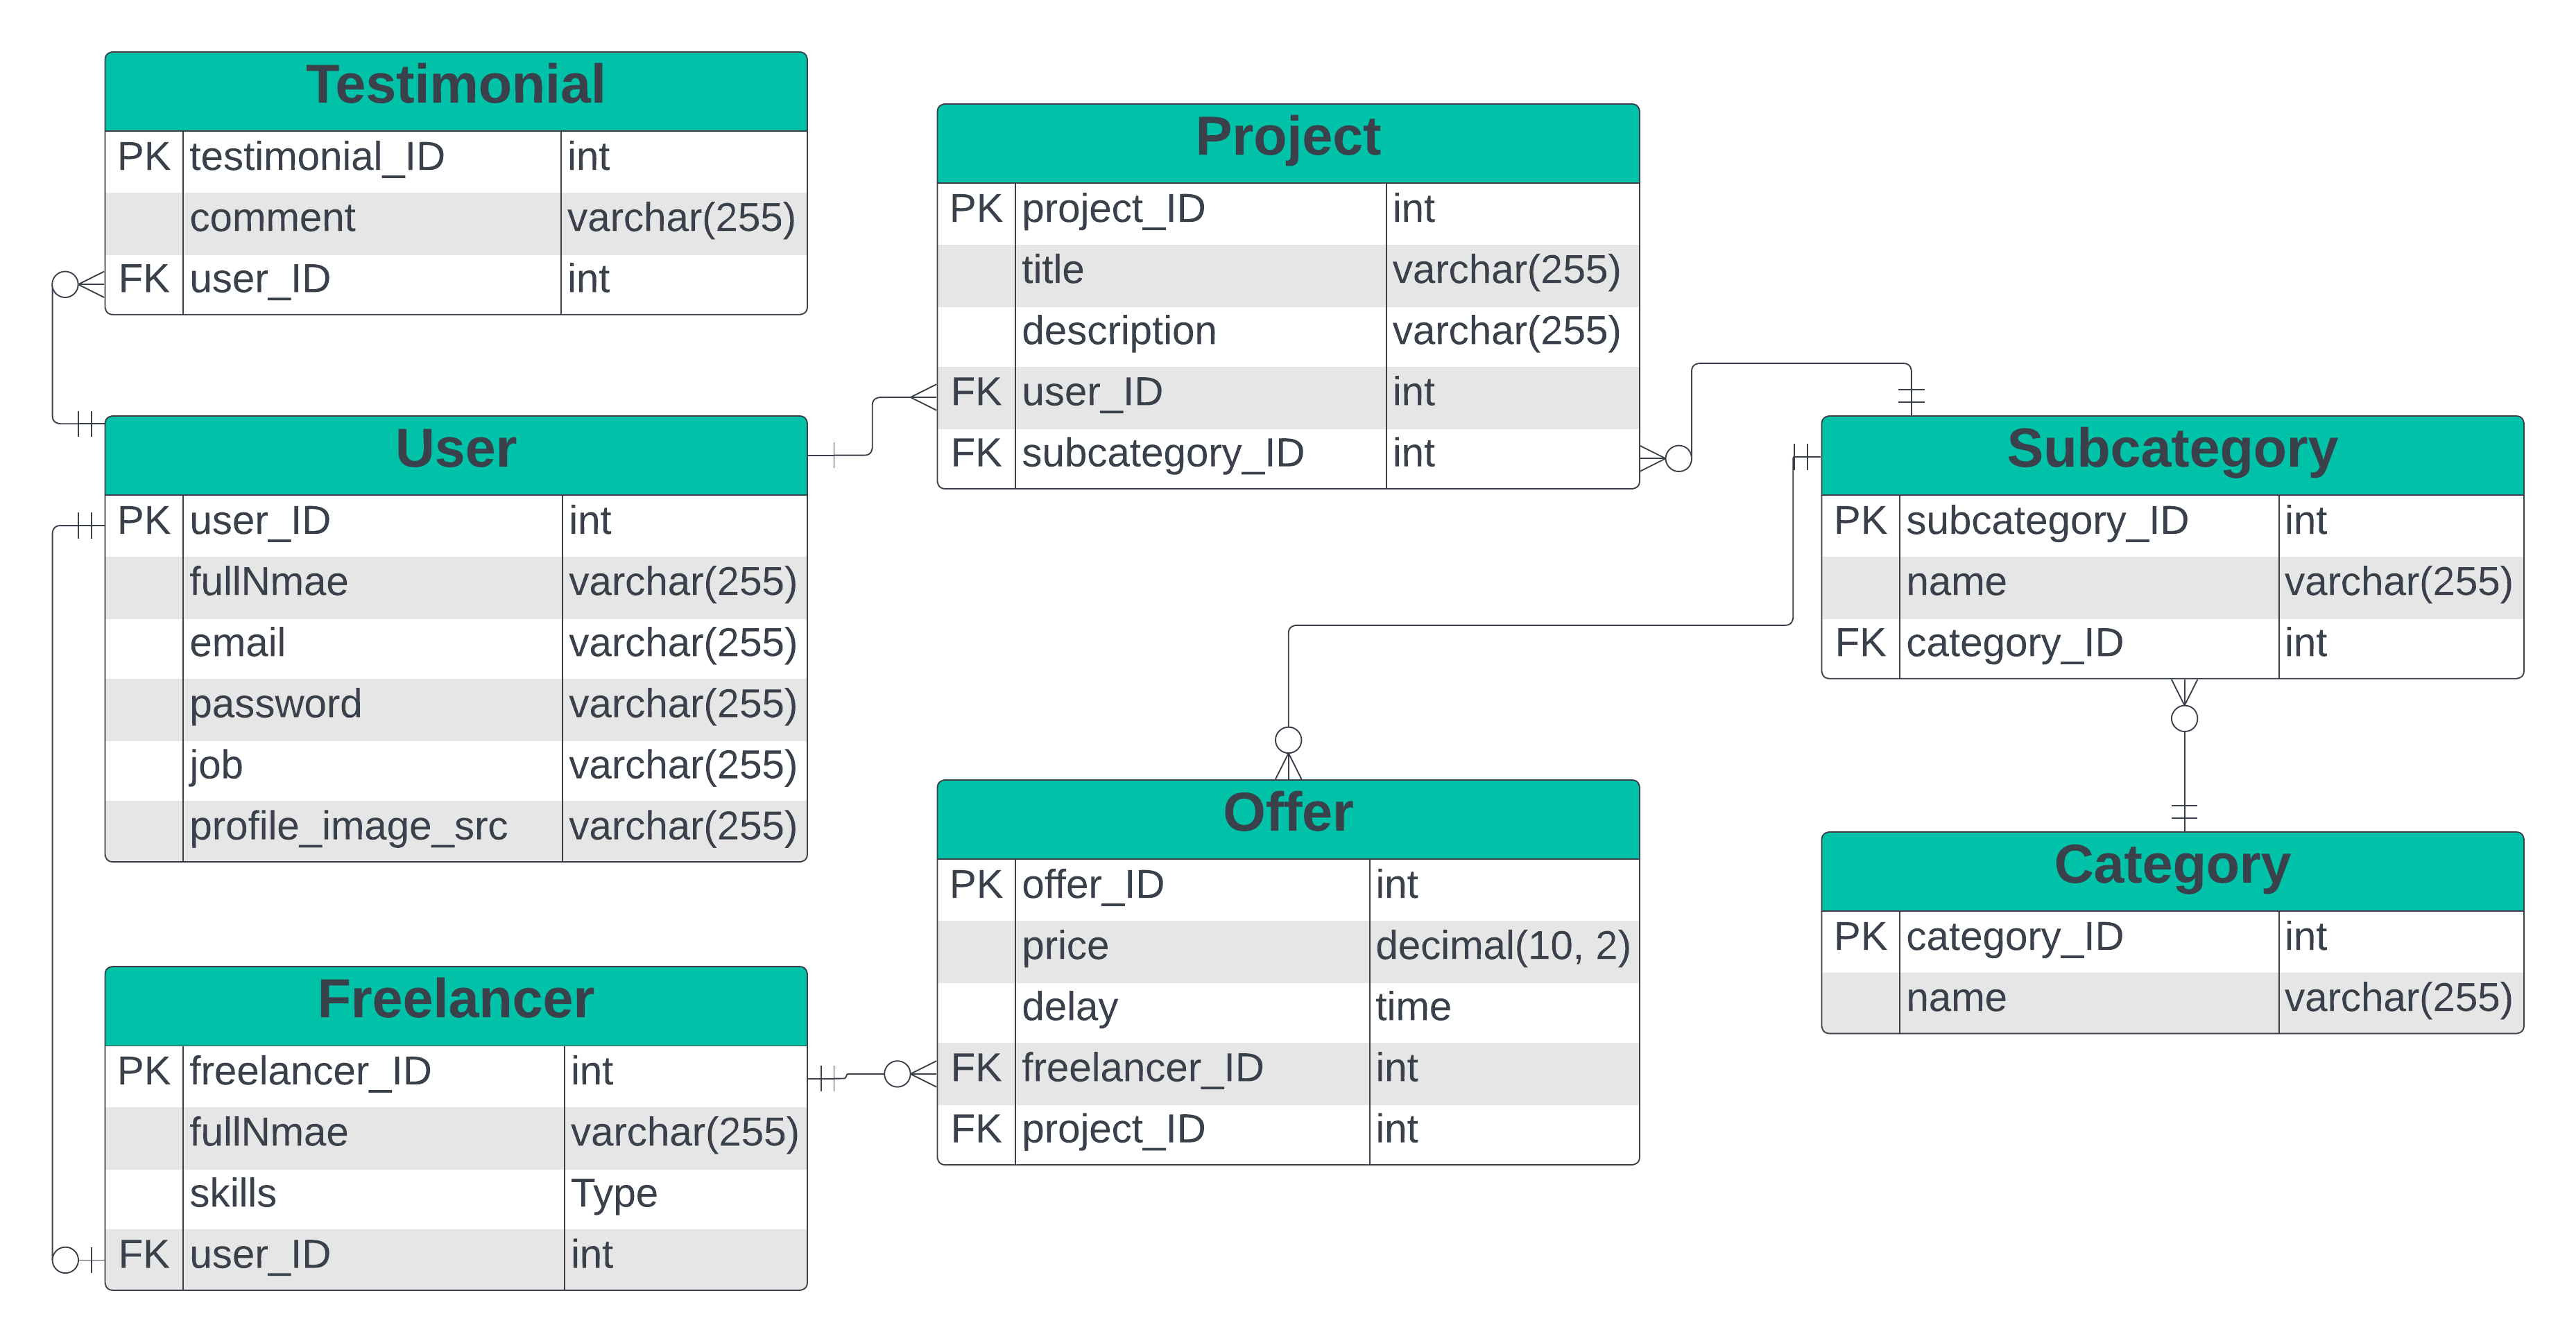 Testimonial
PK testimonial_ID int
comment varchar(255)
FK user_ID int
User
PK user_ID int
fullNmae varchar(255)
email varchar(255)
password varchar(255)
job varchar(255)
profile_image_src varchar(255)
Freelancer
PK freelancer_ID int
fullNmae varchar(255)
skills Type
FK user_ID int
Project
PK project_ID int
title varchar(255)
description varchar(255)
FK user_ID int
FK subcategory_ID int
Offer
PK offer_ID int
price decimal(10, 2)
delay time
FK freelancer_ID int
FK project_ID int
Subcategory
PK subcategory_ID int
name varchar(255)
FK category_ID int
Category
PK category_ID int
name varchar(255)